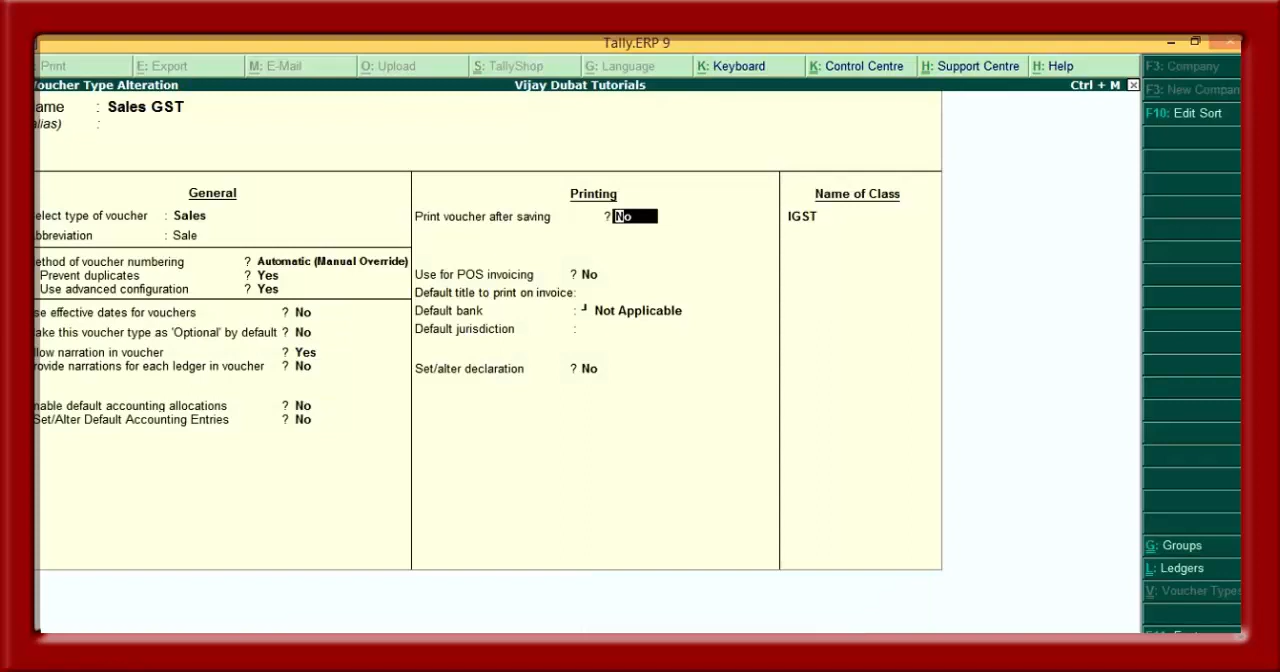 Tally.ERP 9
Print E: Export M: E-Mail O: Upload S: TallyShop G: Language K: Keyboard K: Control Centre H: Support Centre H: Help
oucher Type Alteration Vijay Dubat Tutorials Ctrl + M
ame : Sales GST
lias) :
General
elect type of voucher : Sales
bbreviation : Sale
ethod of voucher numbering ? Automatic (Manual Override)
Prevent duplicates ? Yes
Use advanced configuration ? Yes
se effective dates for vouchers ? No
ake this voucher type as 'Optional' by default ? No
llow narration in voucher ? Yes
rovide narrations for each ledger in voucher ? No
nable default accounting allocations ? No
Set/Alter Default Accounting Entries ? No
Printing
Print voucher after saving ? No
Use for POS invoicing ? No
Default title to print on invoice:
Default bank : ┘ Not Applicable
Default jurisdiction :
Set/alter declaration ? No
Name of Class
IGST
F3: Company
F3: New Compan
F10: Edit Sort
G: Groups
L: Ledgers
V: Voucher Types